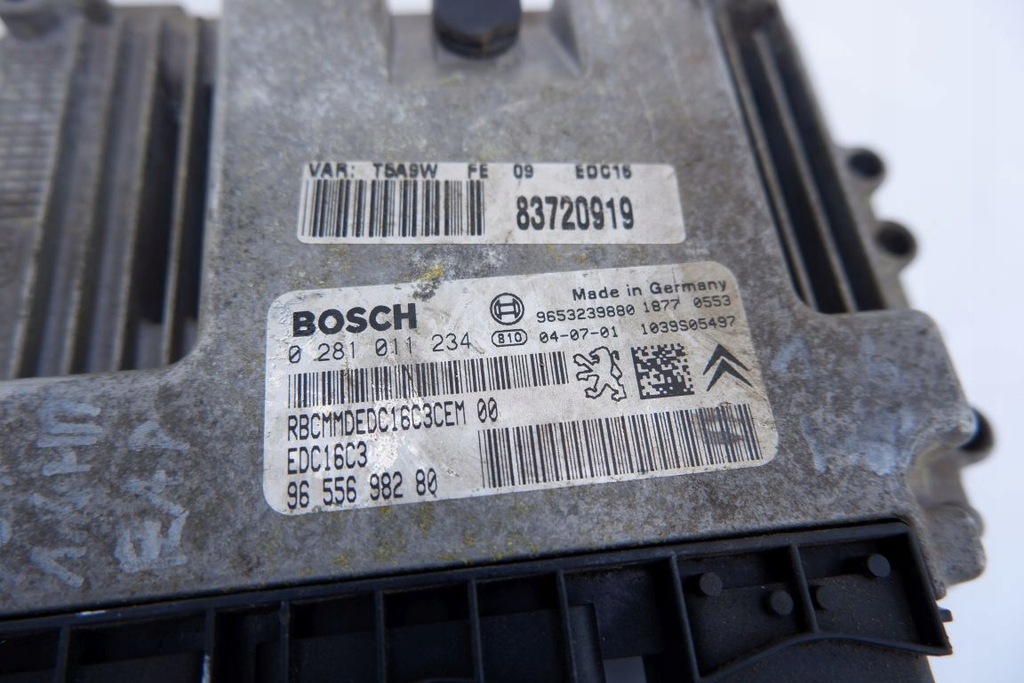 VAR: T5A9W FE 09 EDC16
83720919
BOSCH
Made in Germany
9653239880 1877 0553
0 281 011 234
810 04-07-01 1039S05497
RBCMMDEDC16C3CEM 00
EDC16C3
96 556 982 80